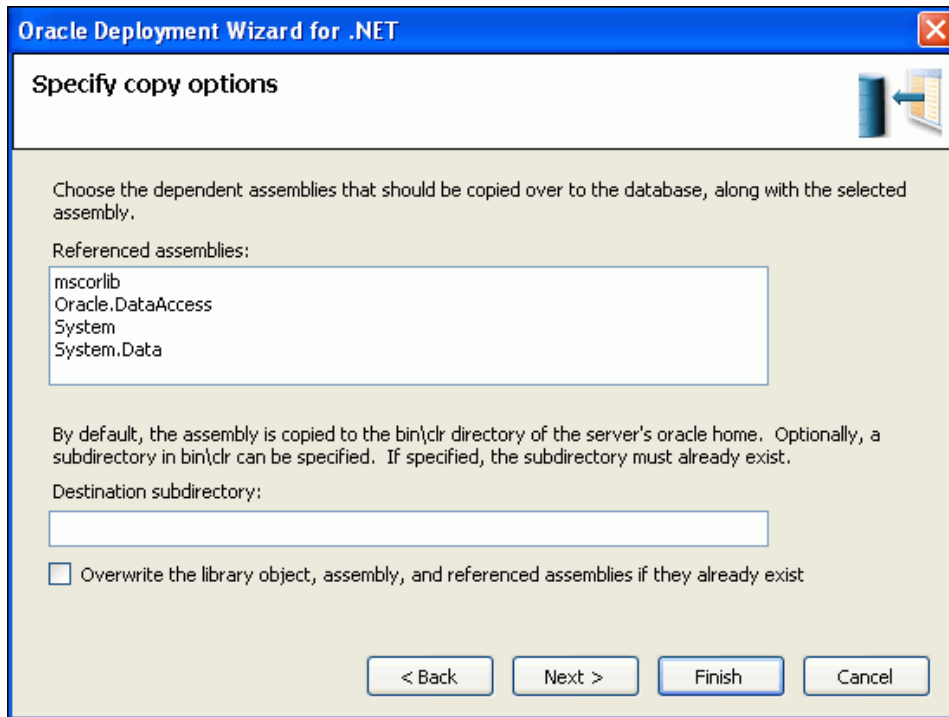 Oracle Deployment Wizard for .NET
Specify copy options
Choose the dependent assemblies that should be copied over to the database, along with the selected
assembly.
Referenced assemblies:
mscorlib
Oracle.DataAccess
System
System.Data
By default, the assembly is copied to the bin\clr directory of the server's oracle home.  Optionally, a
subdirectory in bin\clr can be specified.  If specified, the subdirectory must already exist.
Destination subdirectory:
Overwrite the library object, assembly, and referenced assemblies if they already exist
< Back
Next >
Finish
Cancel